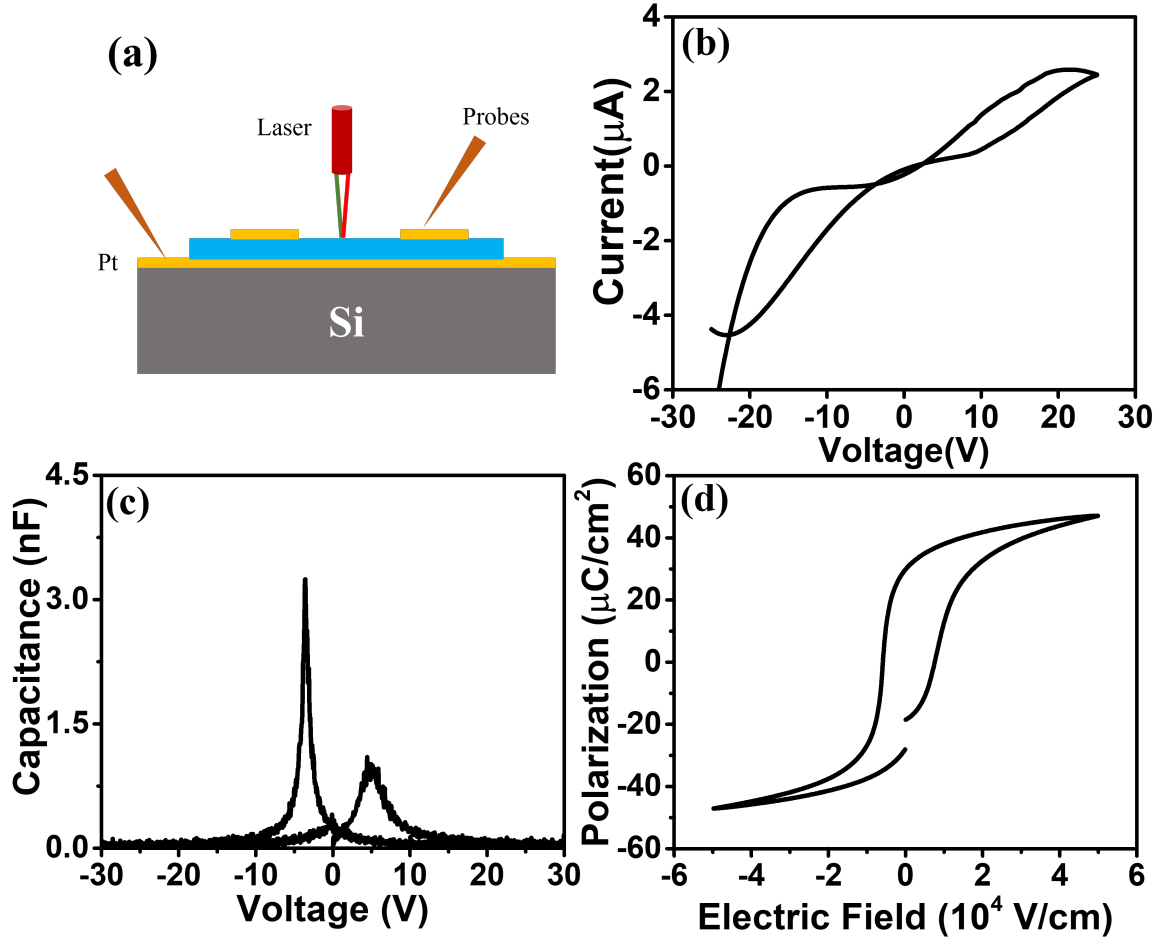 (a)
Laser
Probes
Pt
Si
(b)
4
2
0
-2
-4
-6
Current(μA)
-30
-20
-10
0
10
20
30
Voltage(V)
(c)
4.5
3.0
1.5
0.0
Capacitance (nF)
-30
-20
-10
0
10
20
30
Voltage (V)
(d)
60
40
20
0
-20
-40
-60
Polarization (μC/cm²)
-6
-4
-2
0
2
4
6
Electric Field (10⁴ V/cm)